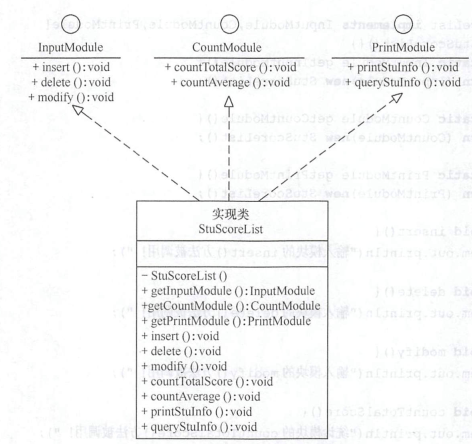 InputModule
+ insert ():void
+ delete ():void
+ modify ():void
CountModule
+ countTotalScore ():void
+ countAverage ():void
PrintModule
+ printStuInfo ():void
+ queryStuInfo ():void
实现类
StuScoreList
− StuScoreList ()
+ getInputModule ():InputModule
+getCountModule ():CountModule
+ getPrintModule ():PrintModule
+ insert ():void
+ delete ():void
+ modify ():void
+ countTotalScore ():void
+ countAverage ():void
+ printStuInfo ():void
+ queryStuInfo ():void